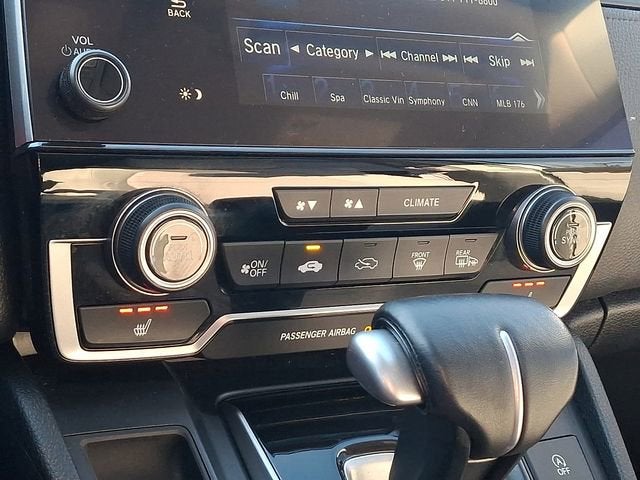 BACK
VOL
Scan Category Channel Skip
Chill Spa Classic Vin Symphony CNN MLB 176
CLIMATE
ON/
OFF
FRONT
REAR
SYNC
PASSENGER AIRBAG
OFF